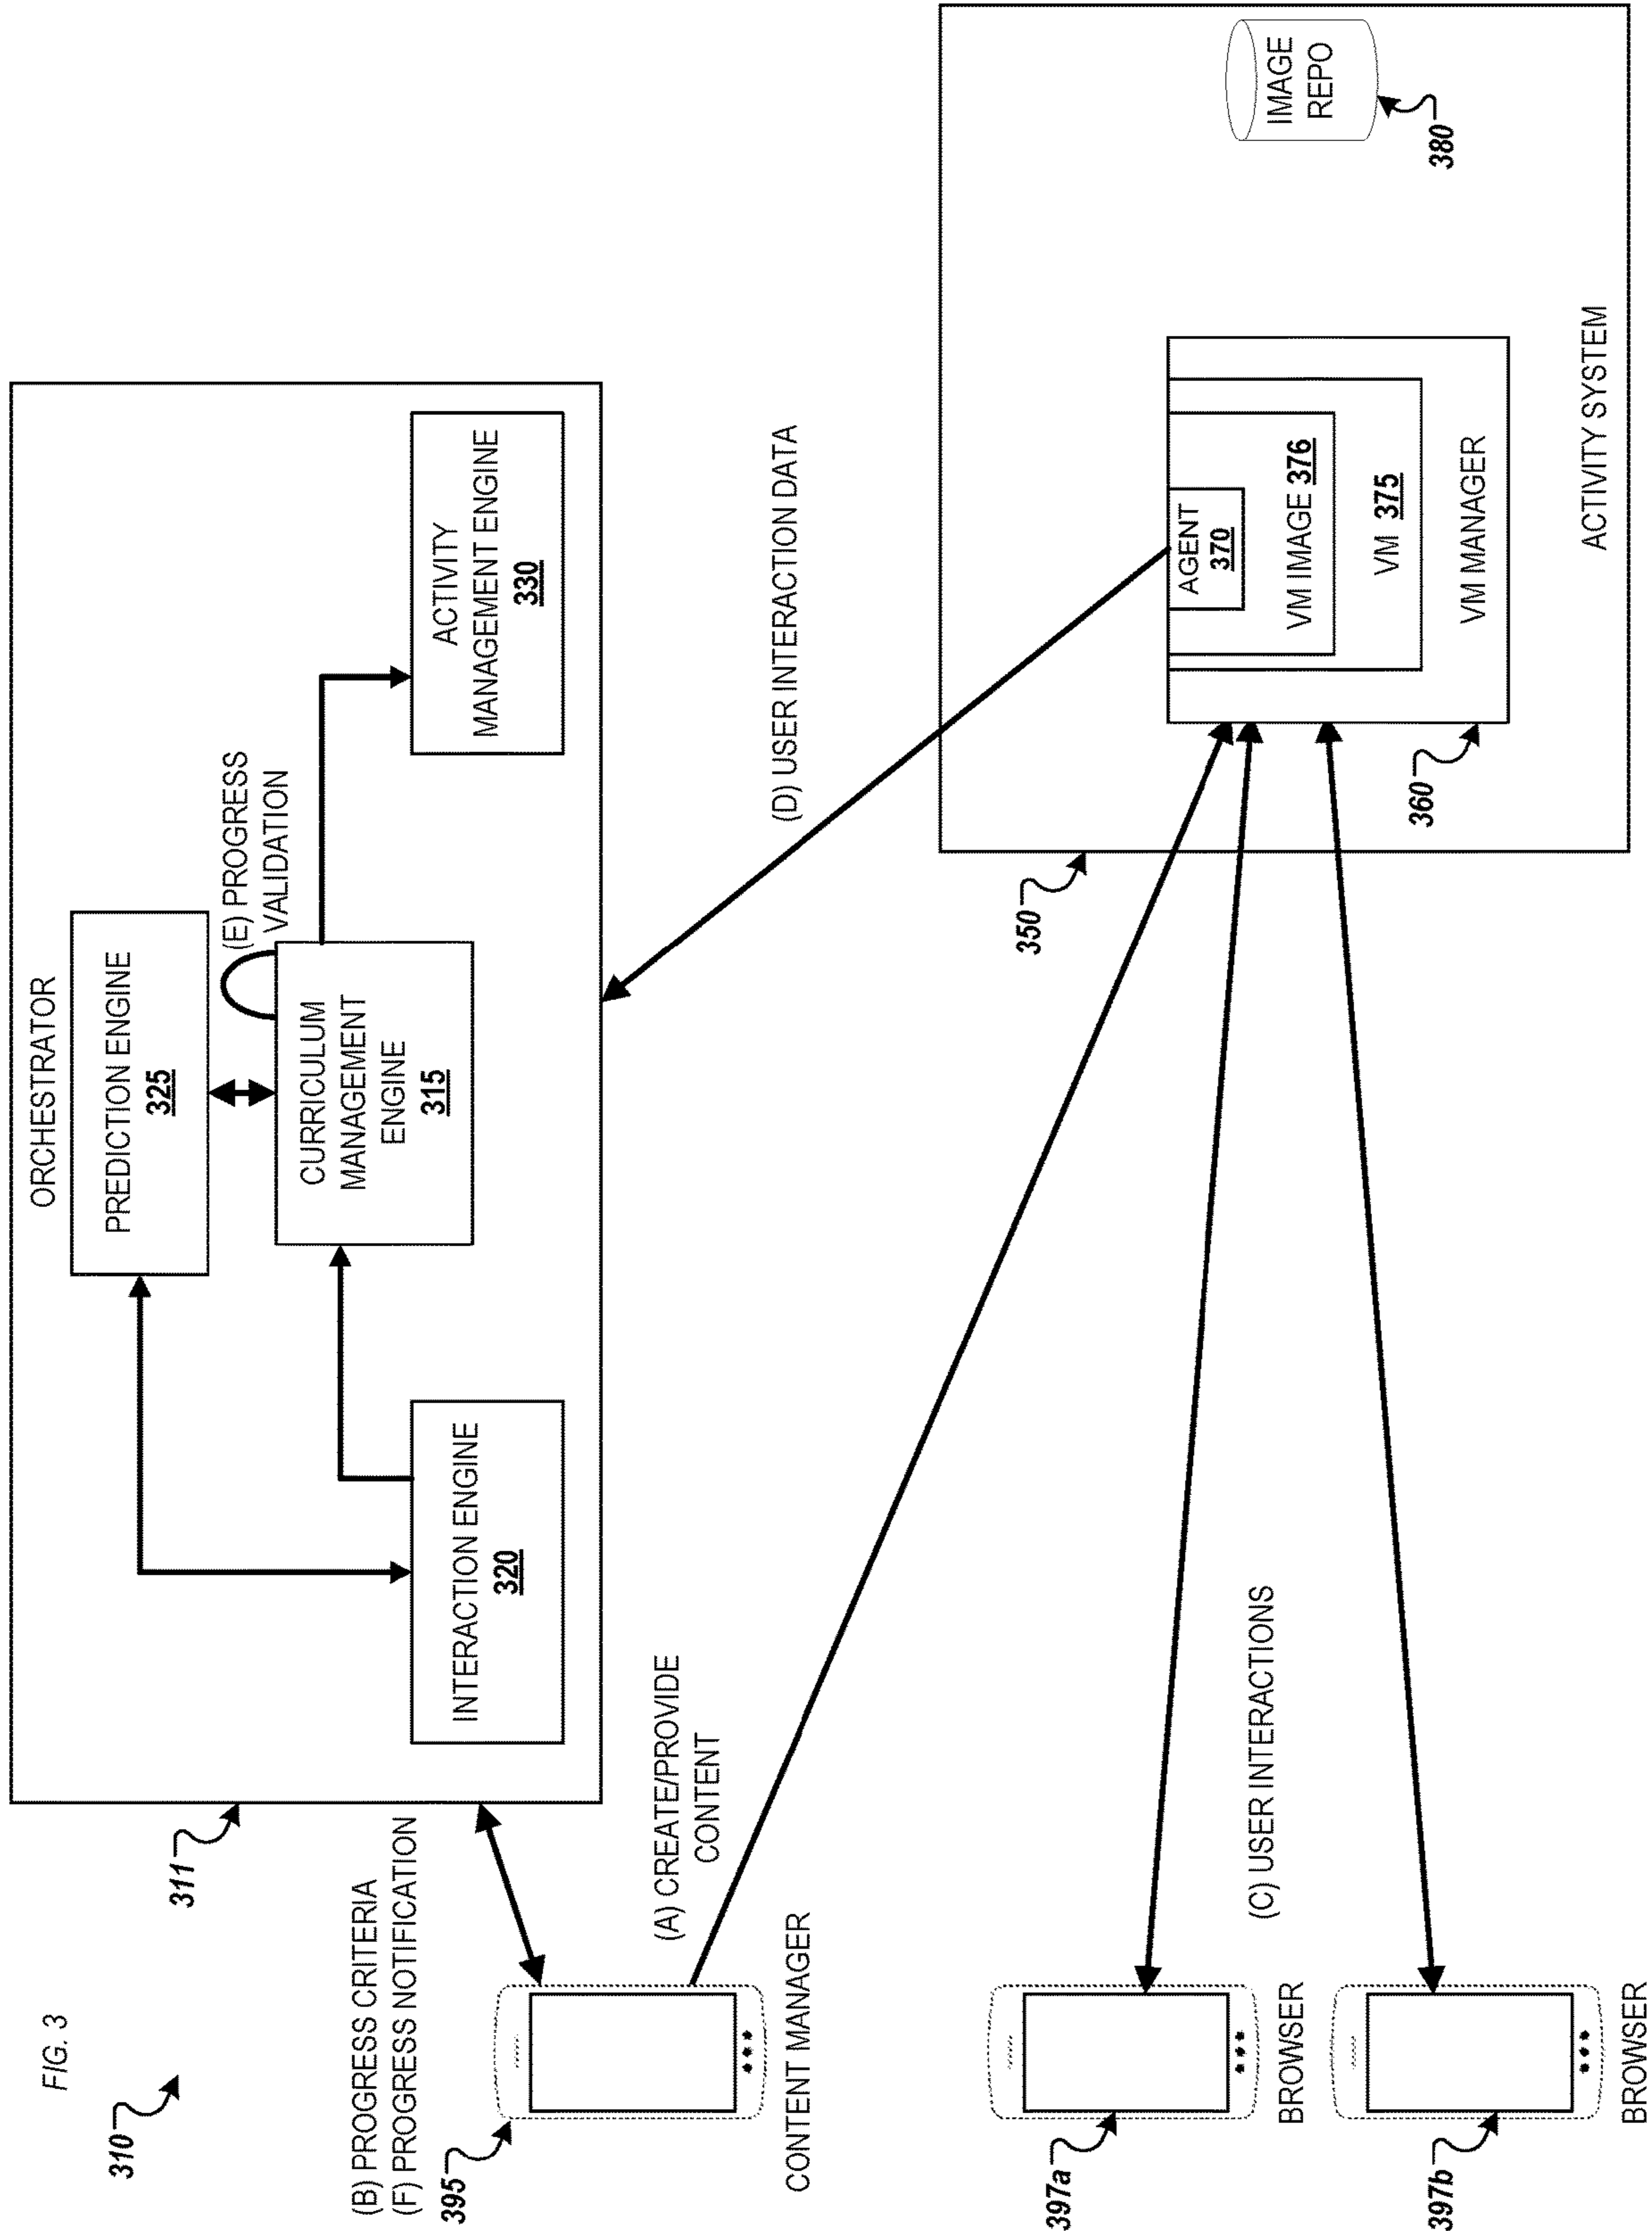 FIG. 3
310
311
ORCHESTRATOR
PREDICTION ENGINE
325
(E) PROGRESS
VALIDATION
CURRICULUM
MANAGEMENT
ENGINE
315
INTERACTION ENGINE
320
ACTIVITY
MANAGEMENT ENGINE
330
(B) PROGRESS CRITERIA
(F) PROGRESS NOTIFICATION
395
CONTENT MANAGER
(A) CREATE/PROVIDE
CONTENT
(D) USER INTERACTION DATA
350
AGENT
370
VM IMAGE 376
VM 375
VM MANAGER
360
IMAGE
REPO
380
ACTIVITY SYSTEM
397a
BROWSER
(C) USER INTERACTIONS
397b
BROWSER